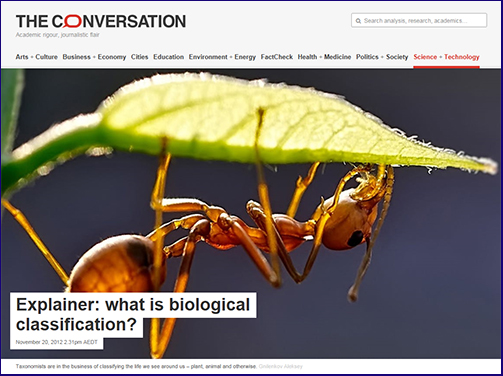 THE CONVERSATION
Academic rigour, journalistic flair
Search analysis, research, academics…
Arts + Culture Business + Economy Cities Education Environment + Energy FactCheck Health + Medicine Politics + Society Science + Technology
Explainer: what is biological
classification?
November 20, 2012 2.31pm AEDT
Taxonomists are in the business of classifying the life we see around us – plant, animal and otherwise.